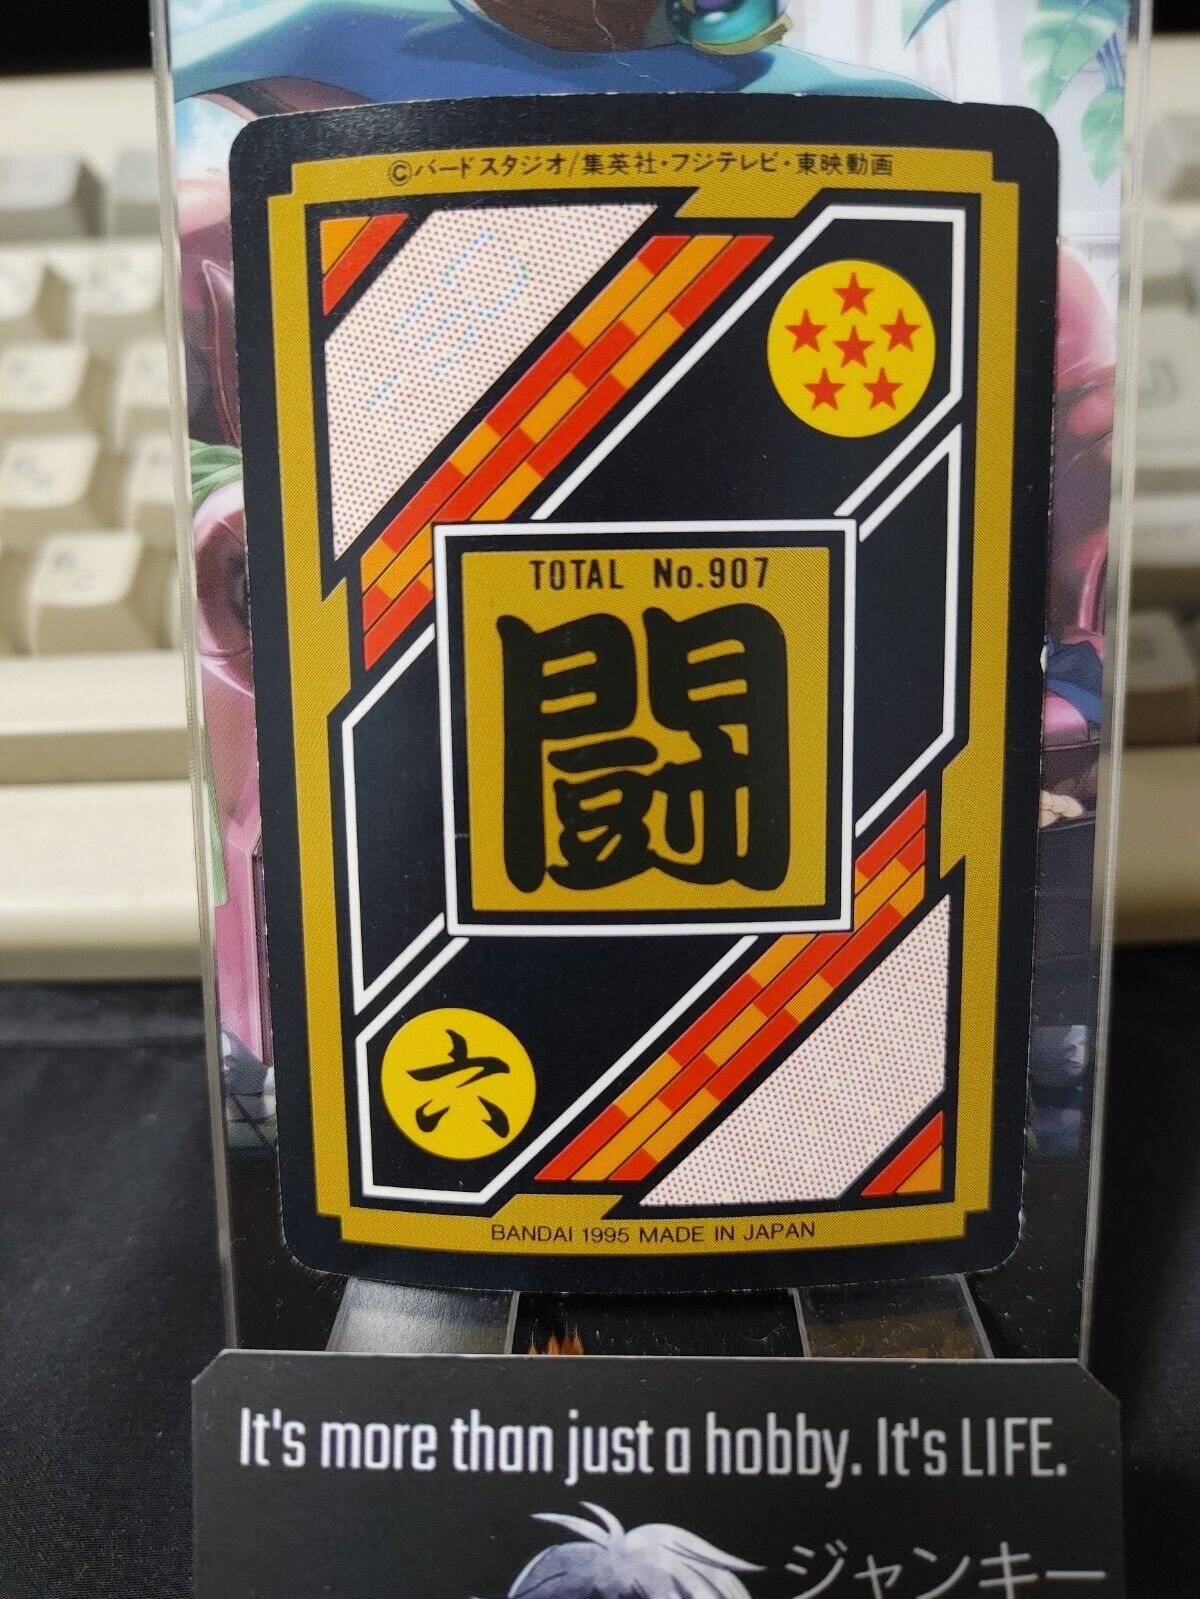 ©バードスタジオ/集英社・フジテレビ・東映動画
TOTAL No.907
闘
六
BANDAI 1995 MADE IN JAPAN
It's more than just a hobby. It's LIFE.
ジャンキー